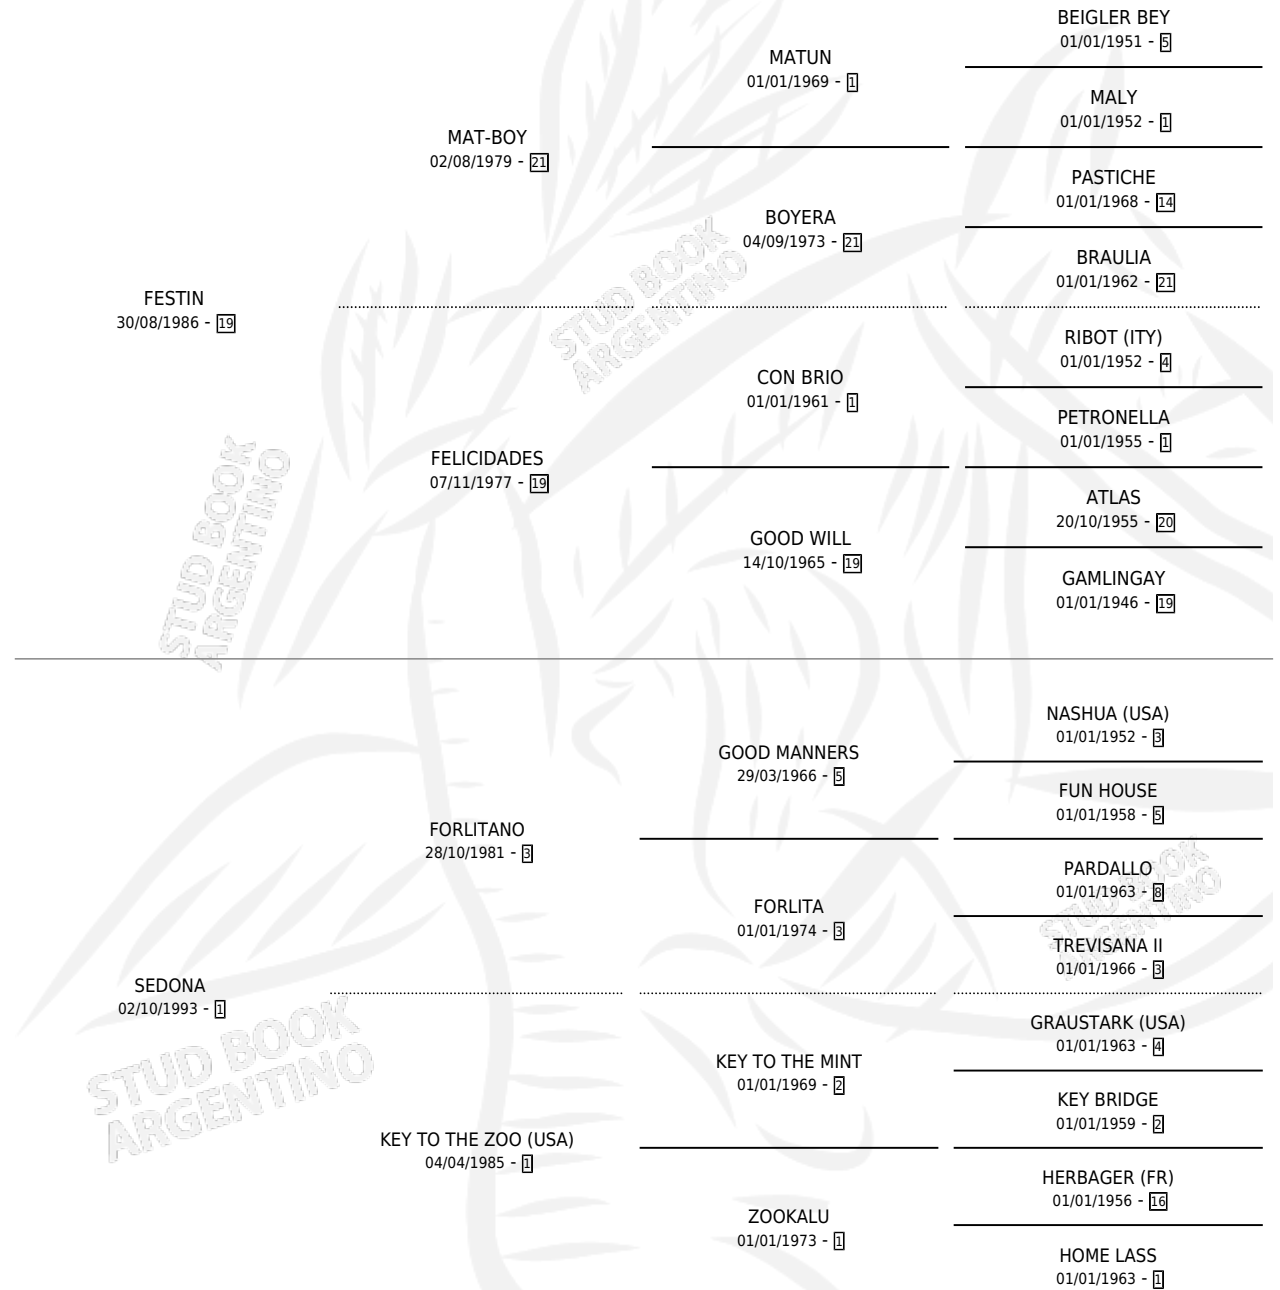 BEIGLER BEY
01/01/1951 - 5
MATUN
01/01/1969 - 1
MALY
01/01/1952 - 1
MAT-BOY
02/08/1979 - 21
PASTICHE
01/01/1968 - 14
BOYERA
04/09/1973 - 21
BRAULIA
01/01/1962 - 21
FESTIN
30/08/1986 - 19
RIBOT (ITY)
01/01/1952 - 4
CON BRIO
01/01/1961 - 1
PETRONELLA
01/01/1955 - 1
FELICIDADES
07/11/1977 - 19
ATLAS
20/10/1955 - 20
GOOD WILL
14/10/1965 - 19
GAMLINGAY
01/01/1946 - 19
STUD BOOK
ARGENTINO
STUD BOOK
ARGENTINO
NASHUA (USA)
01/01/1952 - 3
GOOD MANNERS
29/03/1966 - 5
FUN HOUSE
01/01/1958 - 5
FORLITANO
28/10/1981 - 3
PARDALLO
01/01/1963 - 8
FORLITA
01/01/1974 - 3
TREVISANA II
01/01/1966 - 3
SEDONA
02/10/1993 - 1
GRAUSTARK (USA)
01/01/1963 - 4
KEY TO THE MINT
01/01/1969 - 2
KEY BRIDGE
01/01/1959 - 2
KEY TO THE ZOO (USA)
04/04/1985 - 1
HERBAGER (FR)
01/01/1956 - 16
ZOOKALU
01/01/1973 - 1
HOME LASS
01/01/1963 - 1
STUD BOOK
ARGENTINO
STUD BOOK
ARGENTINO